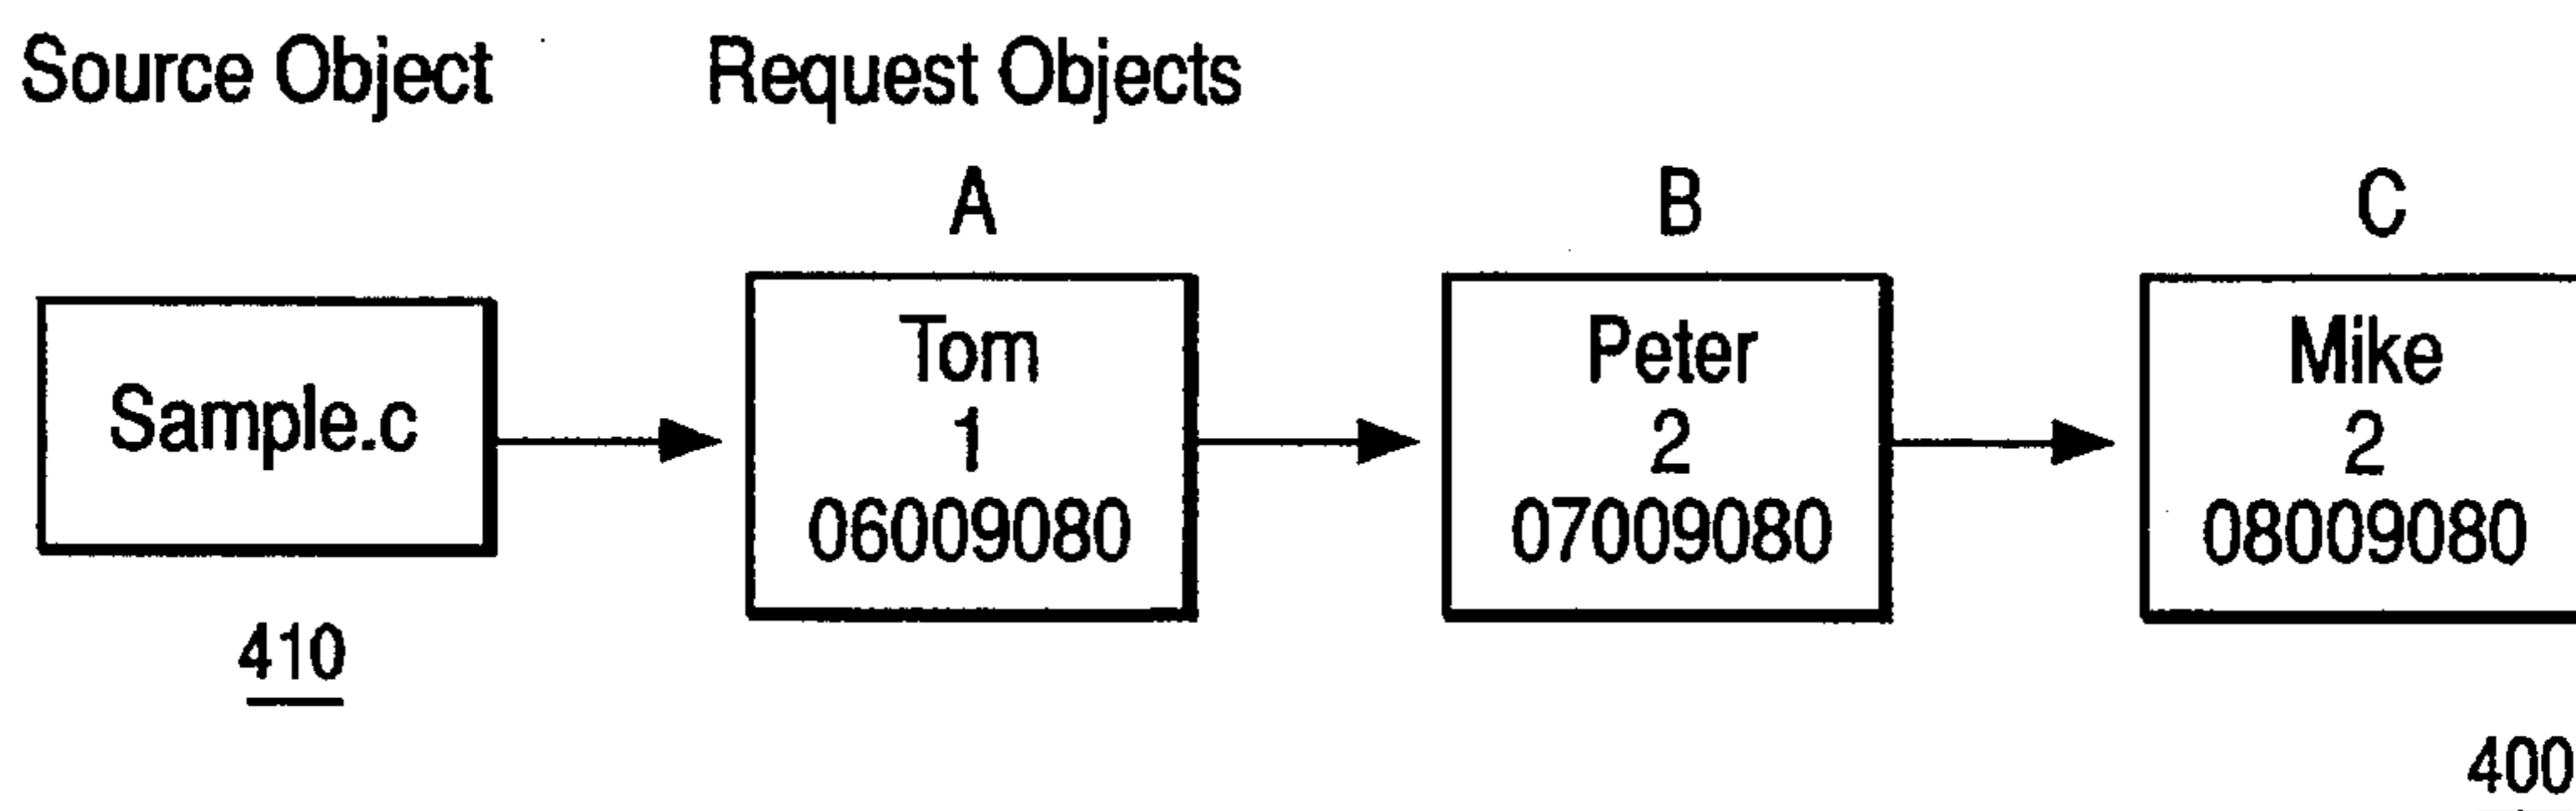 Source Object
Request Objects
A
B
C
Sample.c
Tom
1
06009080
Peter
2
07009080
Mike
2
08009080
410
400